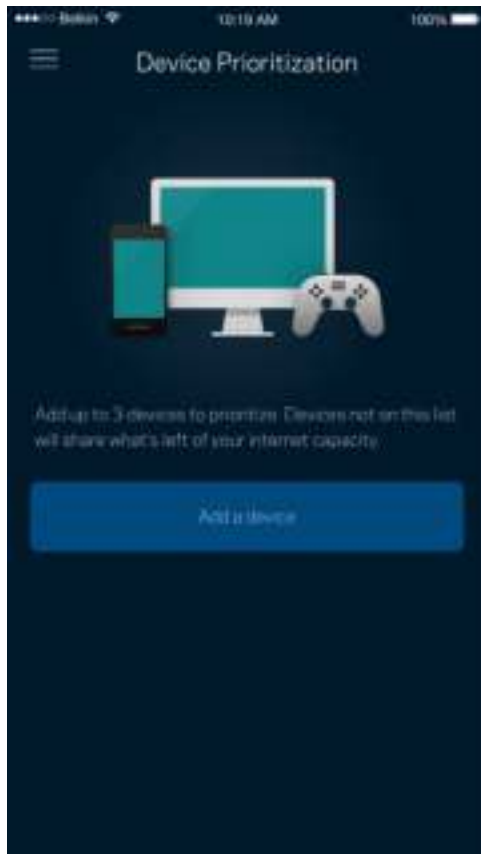 Belkin 10:19 AM 100%
Device Prioritization
Add up to 3 devices to prioritize. Devices not on this list
will share what's left of your internet capacity.
Add a device